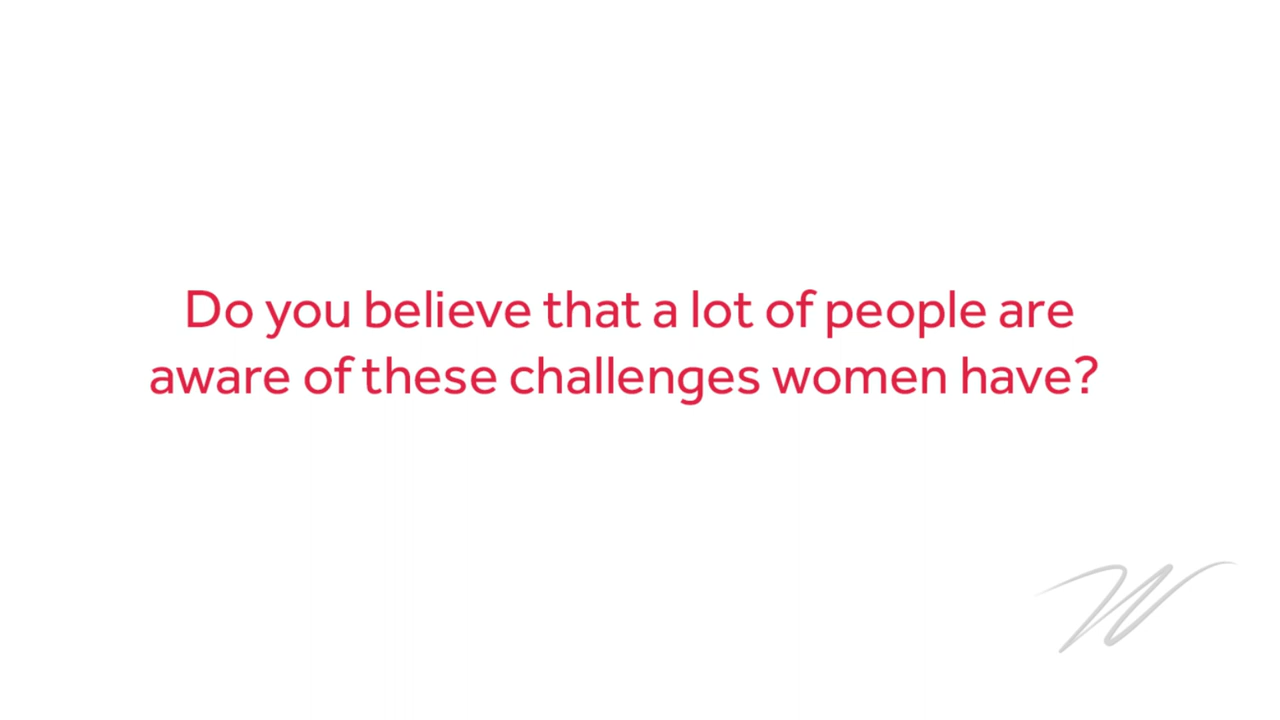 Do you believe that a lot of people are
aware of these challenges women have?
W